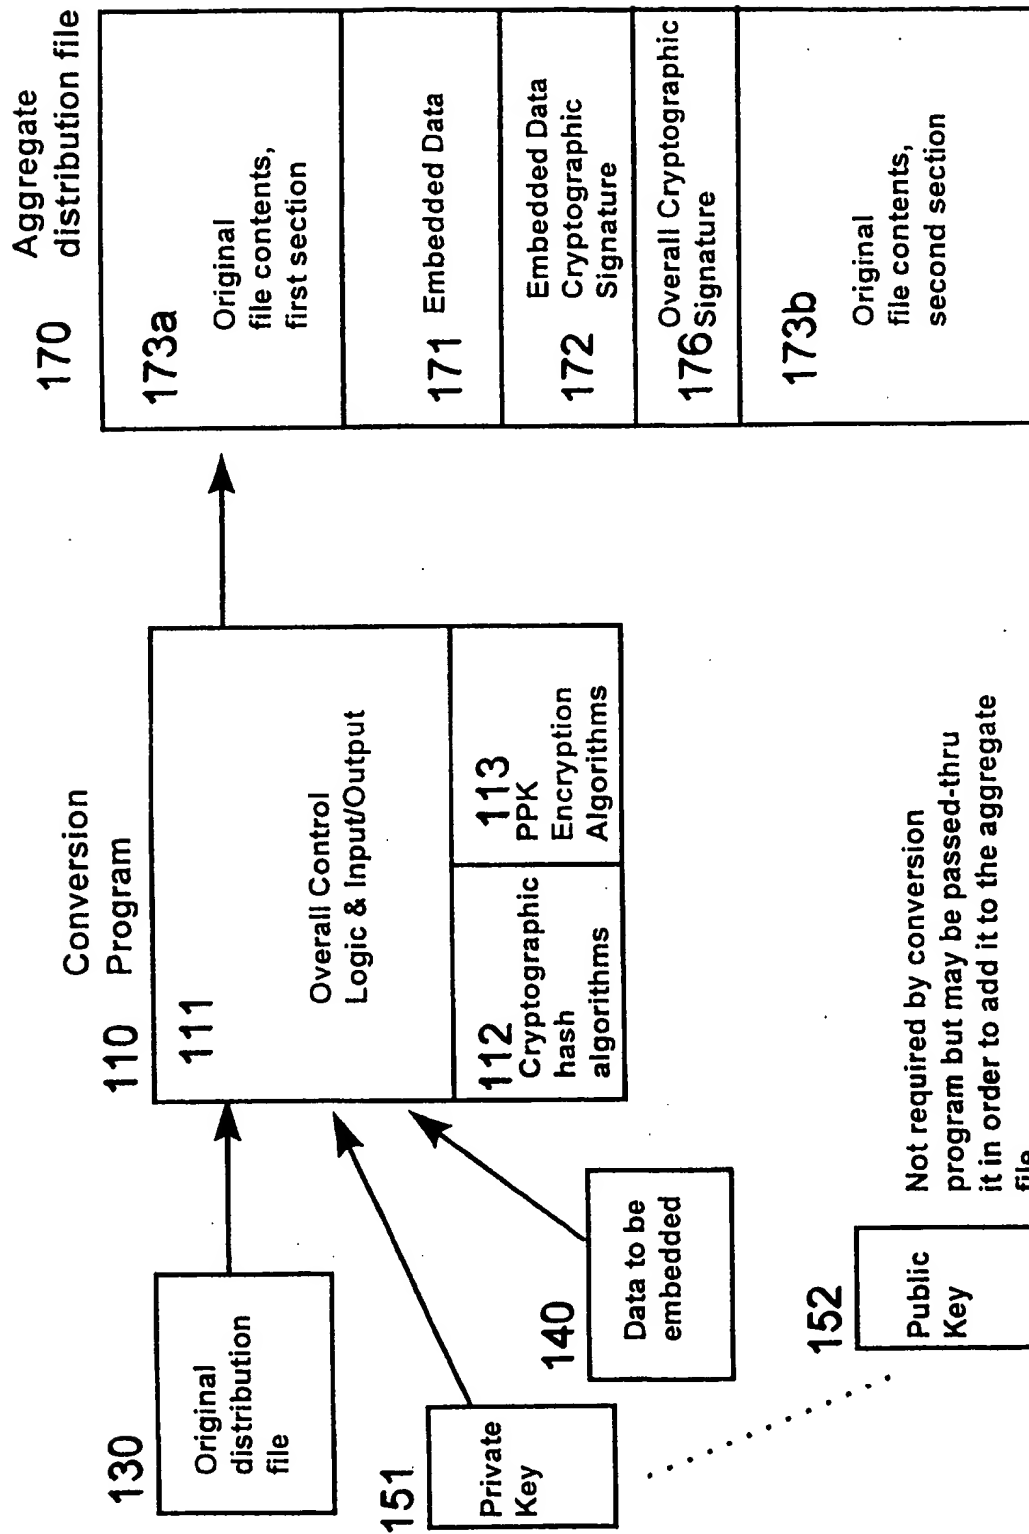 130
Original
distribution
file
151
Private
Key
140
Data to be
embedded
152
Public
Key
Not required by conversion
program but may be passed-thru
it in order to add it to the aggregate
file
110
Conversion
Program
111
Overall Control
Logic & Input/Output
112
Cryptographic
hash
algorithms
113
PPK
Encryption
Algorithms
170
Aggregate
distribution file
173a
Original
file contents,
first section
171
Embedded Data
172
Embedded Data
Cryptographic
Signature
176
Overall Cryptographic
Signature
173b
Original
file contents,
second section